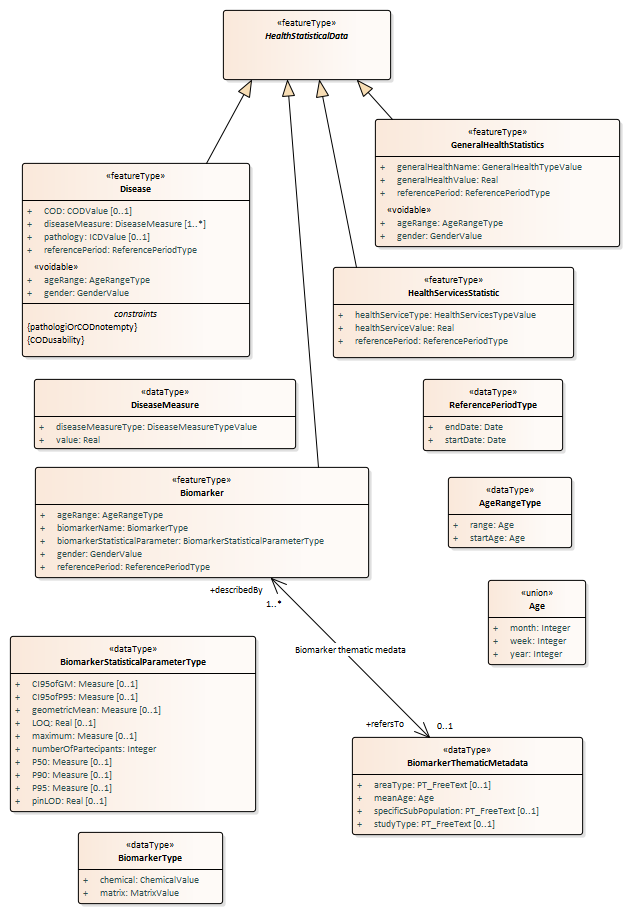 «featureType»
HealthStatisticalData
«featureType»
GeneralHealthStatistics
+ generalHealthName: GeneralHealthTypeValue
+ generalHealthValue: Real
+ referencePeriod: ReferencePeriodType
«voidable»
+ ageRange: AgeRangeType
+ gender: GenderValue
«featureType»
Disease
+ COD: CODValue [0..1]
+ diseaseMeasure: DiseaseMeasure [1..*]
+ pathology: ICDValue [0..1]
+ referencePeriod: ReferencePeriodType
«voidable»
+ ageRange: AgeRangeType
+ gender: GenderValue
constraints
{pathologiOrCODnotempty}
{CODusability}
«featureType»
HealthServicesStatistic
+ healthServiceType: HealthServicesTypeValue
+ healthServiceValue: Real
+ referencePeriod: ReferencePeriodType
«dataType»
DiseaseMeasure
+ diseaseMeasureType: DiseaseMeasureTypeValue
+ value: Real
«dataType»
ReferencePeriodType
+ endDate: Date
+ startDate: Date
«featureType»
Biomarker
+ ageRange: AgeRangeType
+ biomarkerName: BiomarkerType
+ biomarkerStatisticalParameter: BiomarkerStatisticalParameterType
+ gender: GenderValue
+ referencePeriod: ReferencePeriodType
«dataType»
AgeRangeType
+ range: Age
+ startAge: Age
«union»
Age
+ month: Integer
+ week: Integer
+ year: Integer
+describedBy
1..*
Biomarker thematic medata
+refersTo
0..1
«dataType»
BiomarkerStatisticalParameterType
+ CI95ofGM: Measure [0..1]
+ CI95ofP95: Measure [0..1]
+ geometricMean: Measure [0..1]
+ LOQ: Real [0..1]
+ maximum: Measure [0..1]
+ numberOfPartecipants: Integer
+ P50: Measure [0..1]
+ P90: Measure [0..1]
+ P95: Measure [0..1]
+ pinLOD: Real [0..1]
«dataType»
BiomarkerThematicMetadata
+ areaType: PT_FreeText [0..1]
+ meanAge: Age
+ specificSubPopulation: PT_FreeText [0..1]
+ studyType: PT_FreeText [0..1]
«dataType»
BiomarkerType
+ chemical: ChemicalValue
+ matrix: MatrixValue